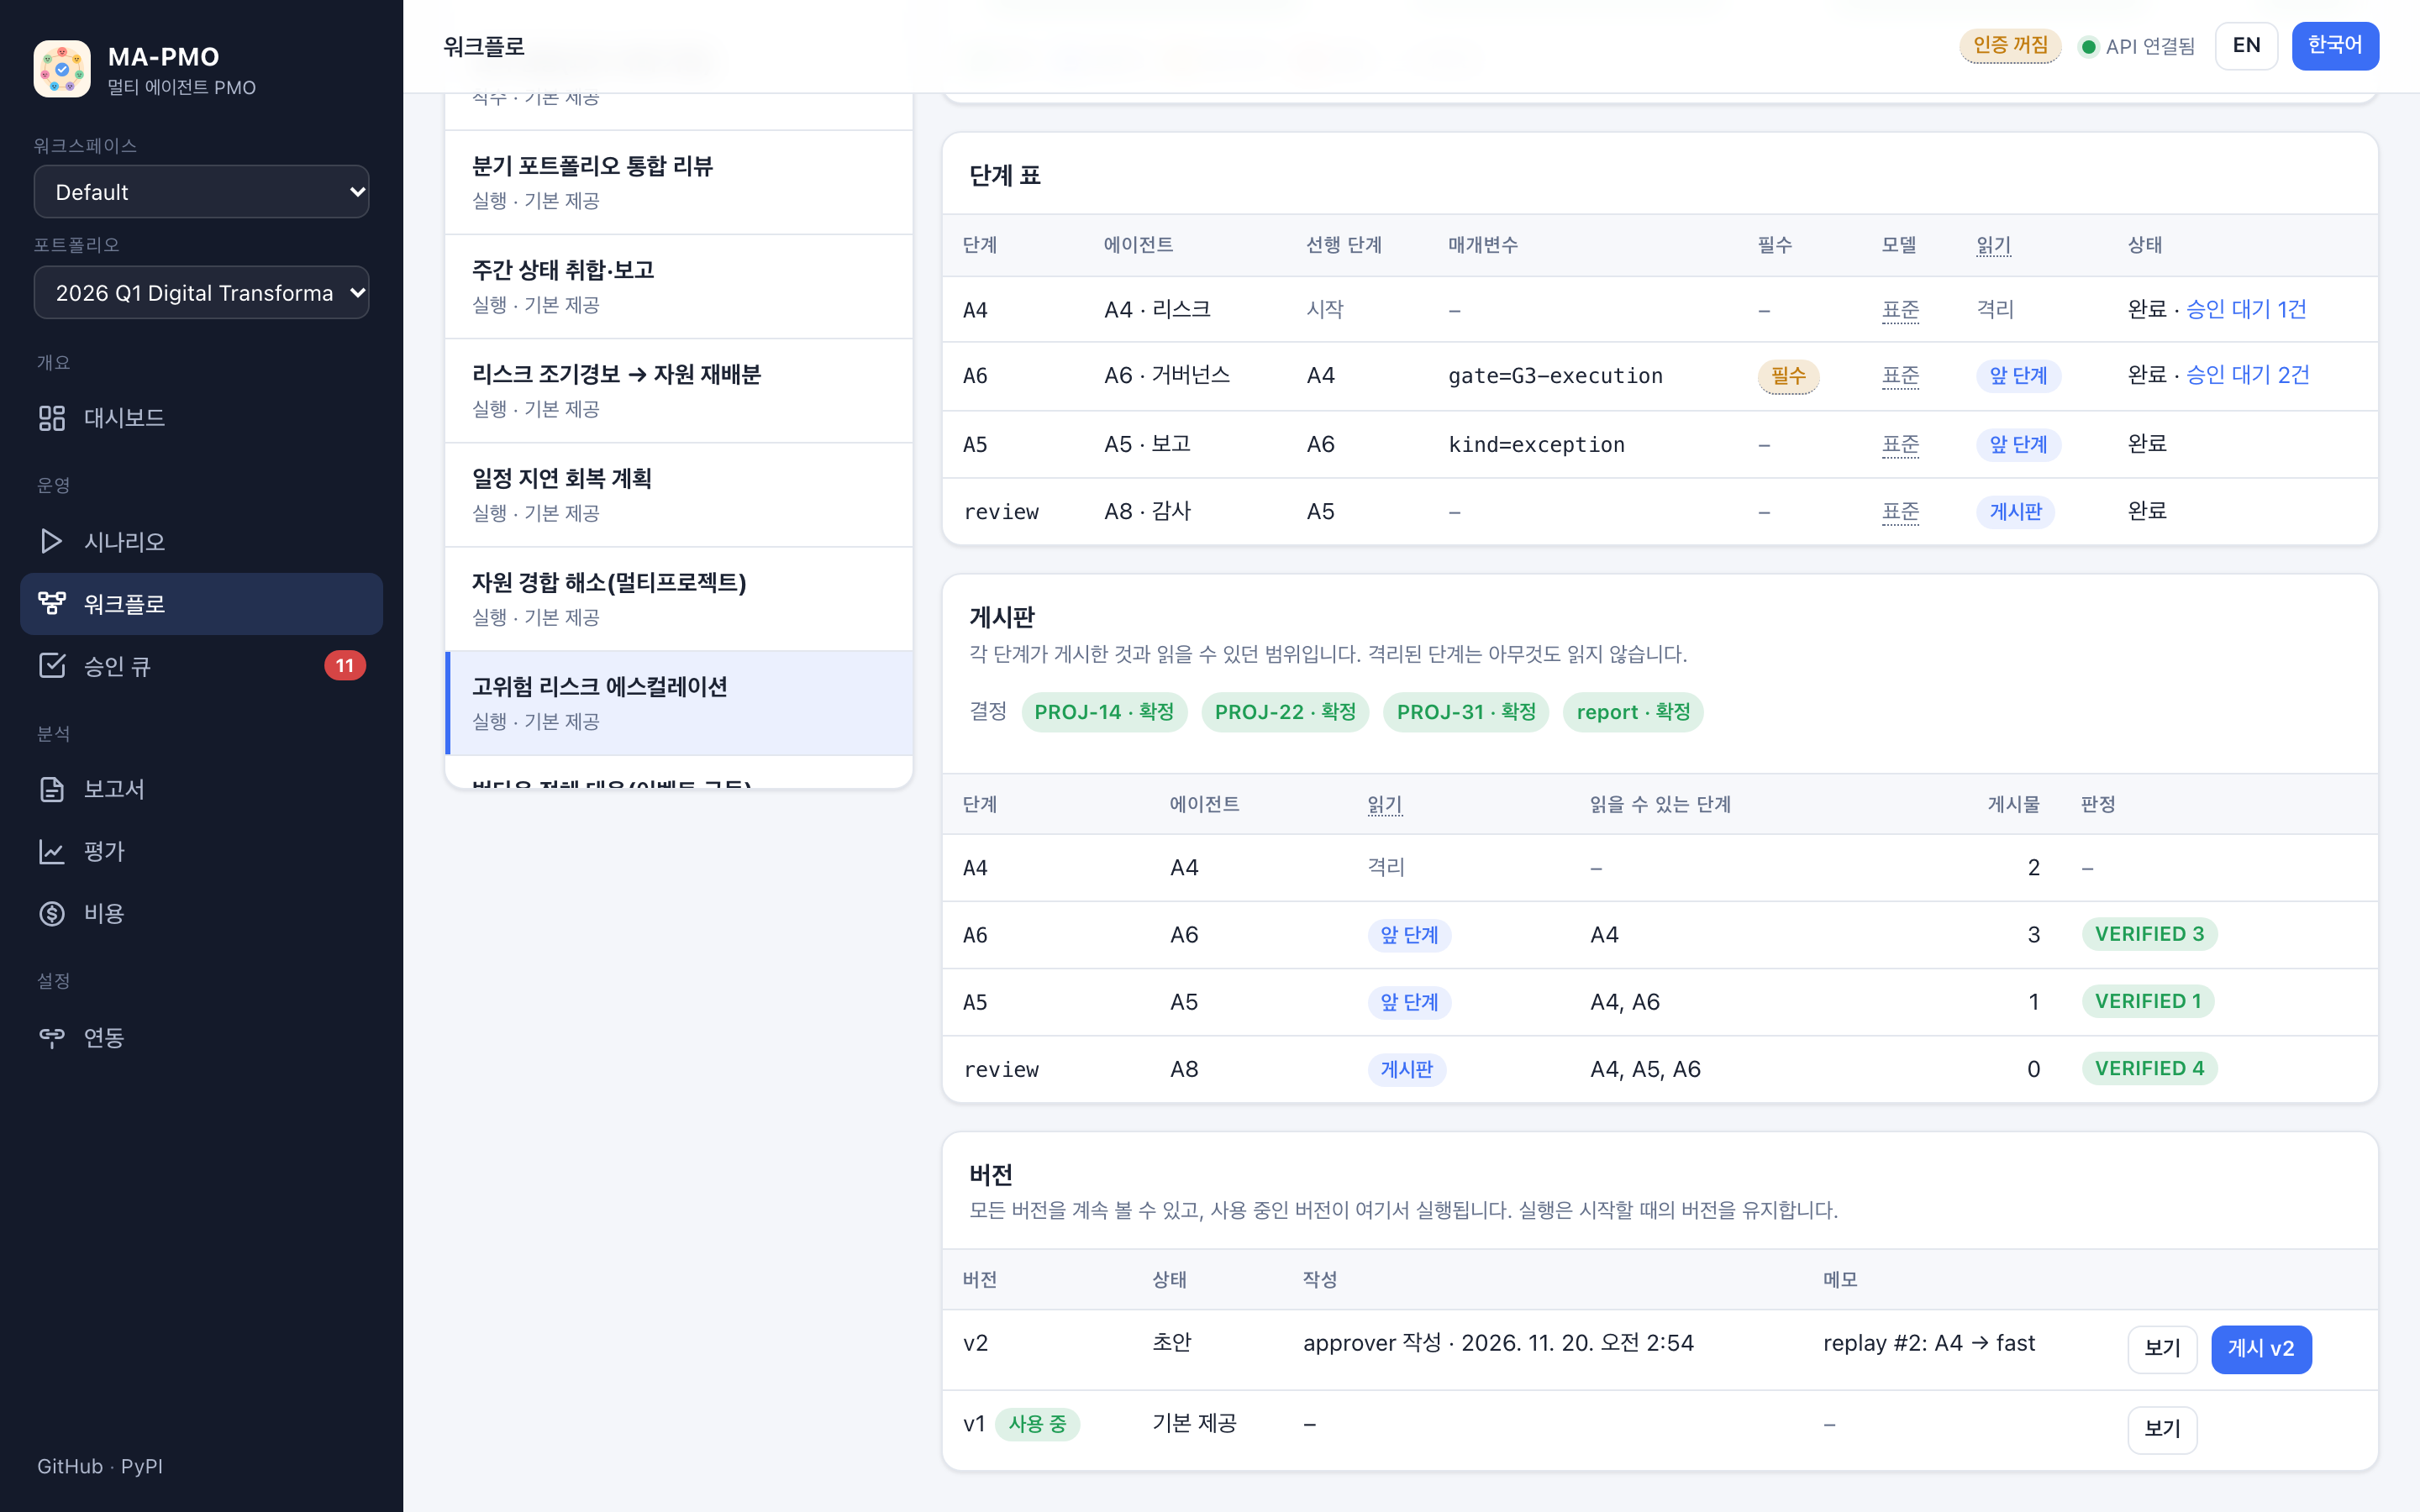 MA-PMO
멀티 에이전트 PMO
워크스페이스
Default
포트폴리오
2026 Q1 Digital Transforma
개요
대시보드
운영
시나리오
워크플로
승인 큐 11
분석
보고서
평가
비용
설정
연동
GitHub · PyPI
워크플로
인증 꺼짐
API 연결됨
EN
한국어
착수 · 기본 제공
분기 포트폴리오 통합 리뷰
실행 · 기본 제공
주간 상태 취합·보고
실행 · 기본 제공
리스크 조기경보 → 자원 재배분
실행 · 기본 제공
일정 지연 회복 계획
실행 · 기본 제공
자원 경합 해소(멀티프로젝트)
실행 · 기본 제공
고위험 리스크 에스컬레이션
실행 · 기본 제공
단계 표
단계 에이전트 선행 단계 매개변수 필수 모델 읽기 상태
A4 A4 · 리스크 시작 – – 표준 격리 완료 · 승인 대기 1건
A6 A6 · 거버넌스 A4 gate=G3-execution 필수 표준 앞 단계 완료 · 승인 대기 2건
A5 A5 · 보고 A6 kind=exception – 표준 앞 단계 완료
review A8 · 감사 A5 – – 표준 게시판 완료
게시판
각 단계가 게시한 것과 읽을 수 있던 범위입니다. 격리된 단계는 아무것도 읽지 않습니다.
결정 PROJ-14 · 확정 PROJ-22 · 확정 PROJ-31 · 확정 report · 확정
단계 에이전트 읽기 읽을 수 있는 단계 게시물 판정
A4 A4 격리 – 2 –
A6 A6 앞 단계 A4 3 VERIFIED 3
A5 A5 앞 단계 A4, A6 1 VERIFIED 1
review A8 게시판 A4, A5, A6 0 VERIFIED 4
버전
모든 버전을 계속 볼 수 있고, 사용 중인 버전이 여기서 실행됩니다. 실행은 시작할 때의 버전을 유지합니다.
버전 상태 작성 메모
v2 초안 approver 작성 · 2026. 11. 20. 오전 2:54 replay #2: A4 → fast 보기 게시 v2
v1 사용 중 기본 제공 – – 보기